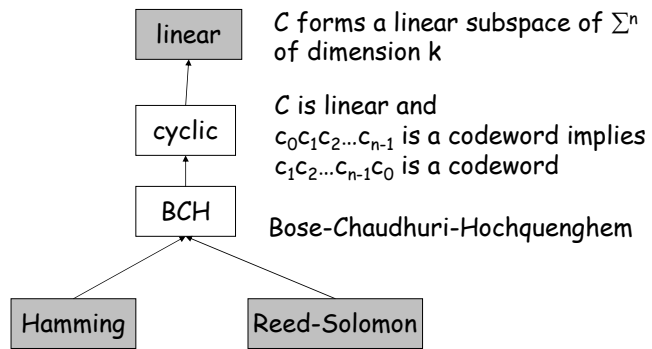 linear
C forms a linear subspace of ∑ⁿ
of dimension k
cyclic
C is linear and
c₀c₁c₂…cₙ₋₁ is a codeword implies
c₁c₂…cₙ₋₁c₀ is a codeword
BCH
Bose-Chaudhuri-Hochquenghem
Hamming
Reed-Solomon